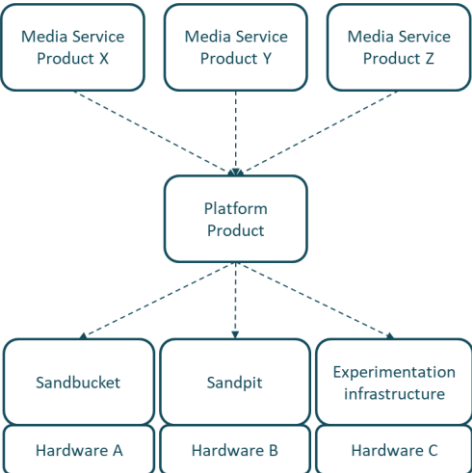 Media Service
Product X
Media Service
Product Y
Media Service
Product Z
Platform
Product
Sandbucket
Sandpit
Experimentation
infrastructure
Hardware A
Hardware B
Hardware C